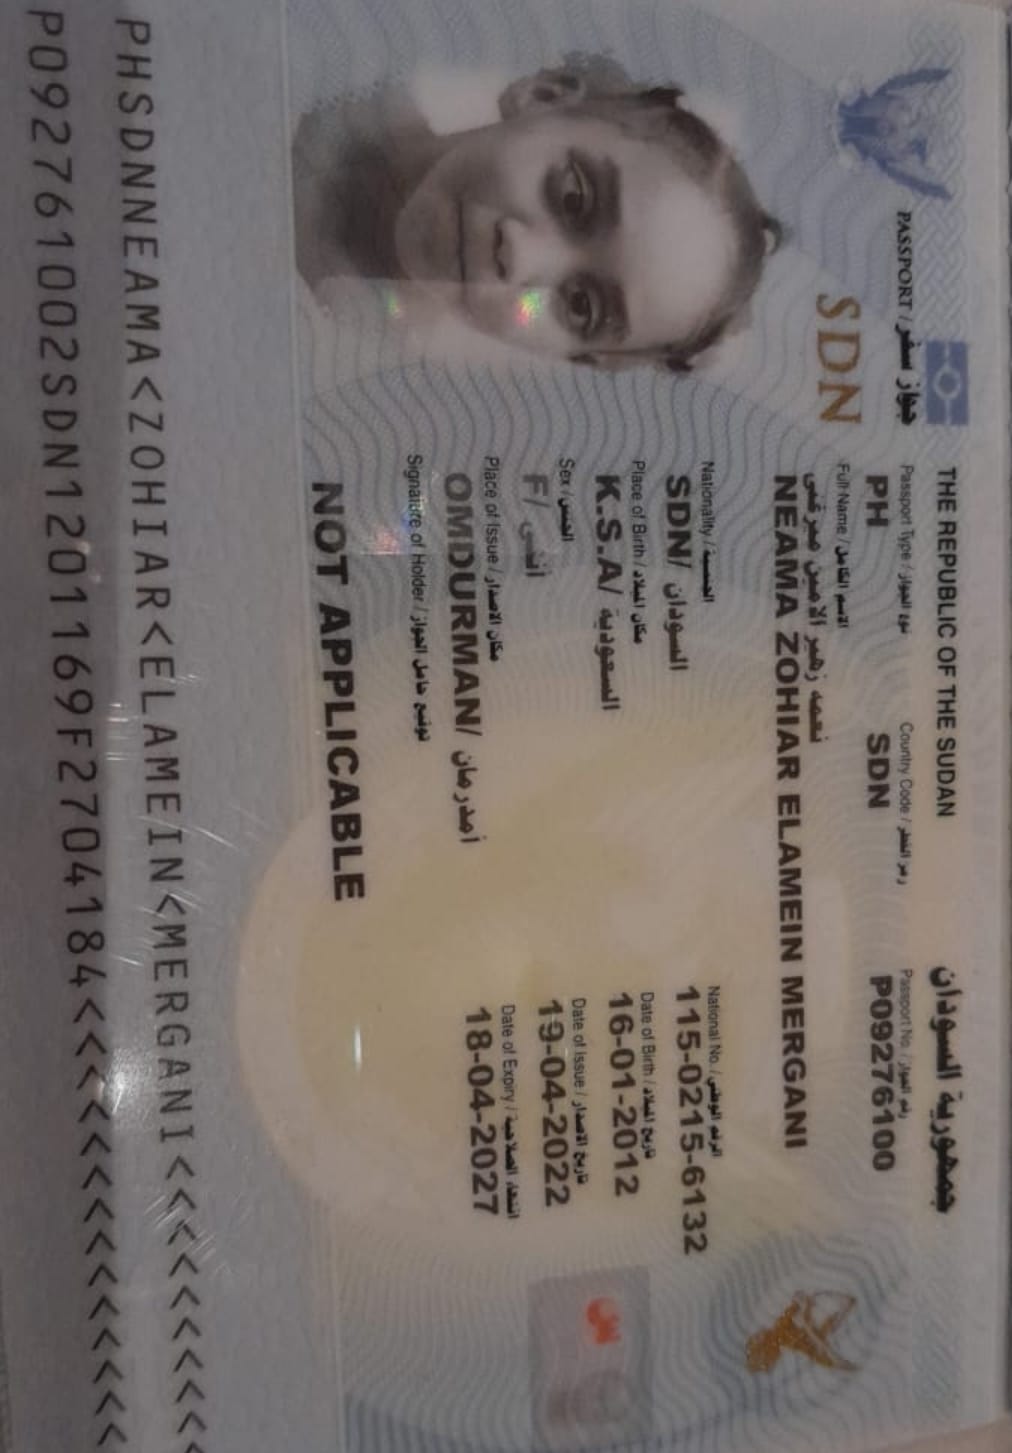 THE REPUBLIC OF THE SUDAN
جمهورية السودان
PASSPORT / جواز سفر
Passport Type / نوع الجواز
Country Code / رمز القطر
Passport No. / رقم الجواز
SDN
PH
SDN
P09276100
Full Name / الاسم الكامل
نعمه زهير الامين ميرغنى
NEAMA ZOHIAR ELAMEIN MERGANI
Nationality / الجنسية
National No. / الرقم الوطني
SDN/ السودان
115-0215-6132
Place of Birth / مكان الميلاد
Date of Birth / تاريخ الميلاد
K.S.A/ السعودية
16-01-2012
Sex / الجنس
Date of Issue / تاريخ الاصدار
F/ أنثى
19-04-2022
Place of Issue / مكان الاصدار
Date of Expiry / انتهاء الصلاحية
OMDURMAN/ أمدرمان
18-04-2027
Signature of Holder / توقيع حامل الجواز
NOT APPLICABLE
PHSDNNEAMA<ZOHIAR<ELAMEIN<MERGANI<<<<<<<<<
P092761002SDN1201169F2704184<<<<<<<<<<<<